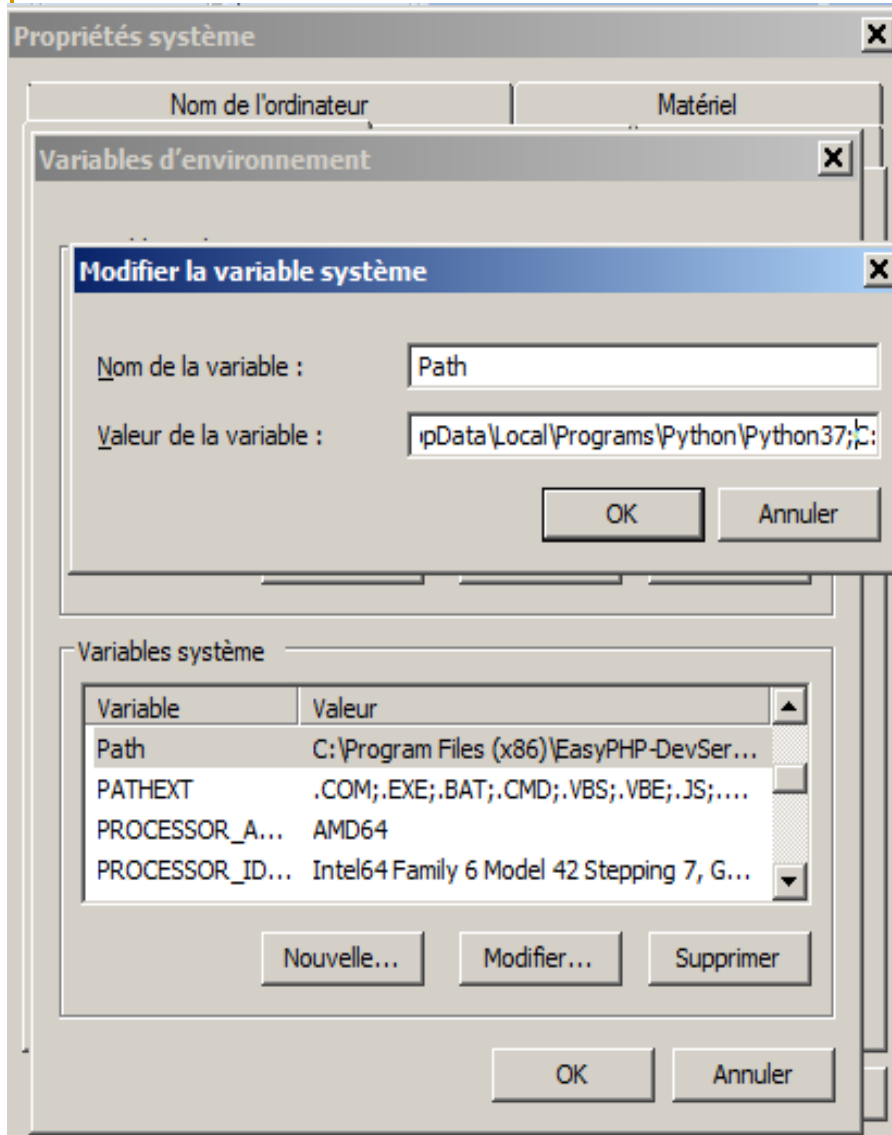 Propriétés système
Nom de l'ordinateur Matériel
Variables d'environnement
Modifier la variable système
Nom de la variable : Path
Valeur de la variable : pData\Local\Programs\Python\Python37;C:
OK Annuler
Variables système
Variable Valeur
Path C:\Program Files (x86)\EasyPHP-DevSer...
PATHEXT .COM;.EXE;.BAT;.CMD;.VBS;.VBE;.JS;....
PROCESSOR_A... AMD64
PROCESSOR_ID... Intel64 Family 6 Model 42 Stepping 7, G...
Nouvelle... Modifier... Supprimer
OK Annuler